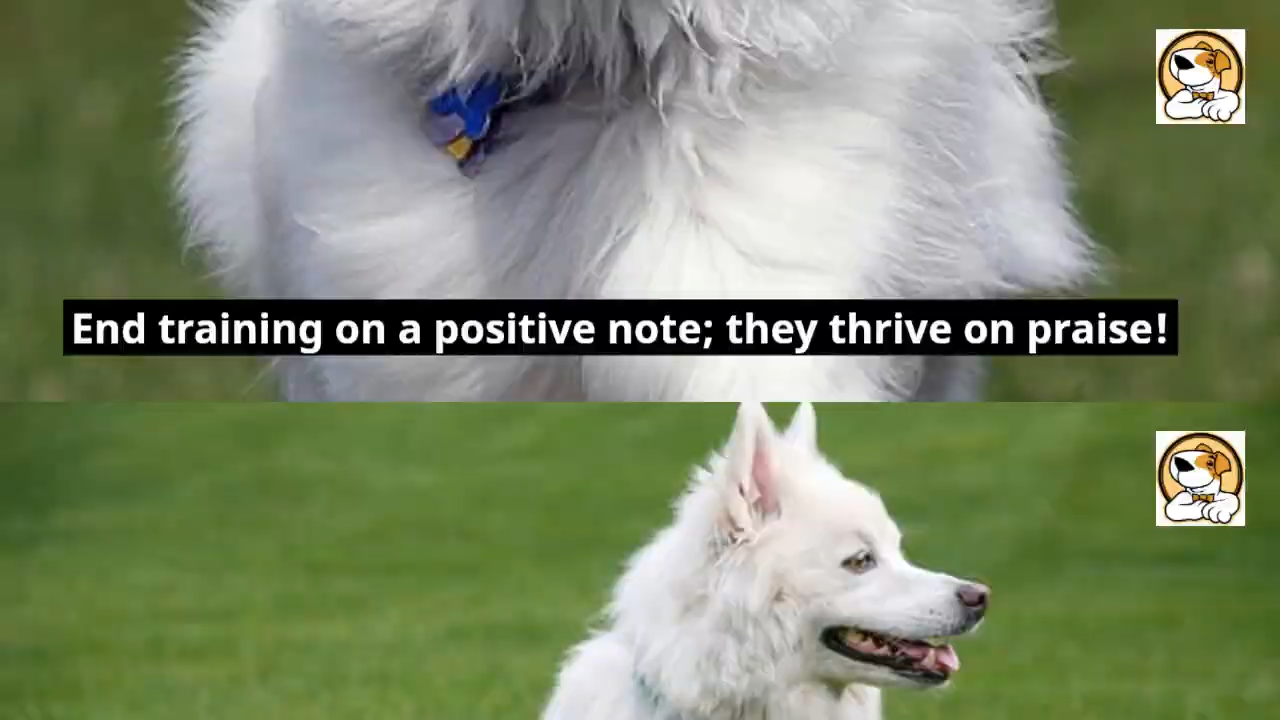 End training on a positive note; they thrive on praise!